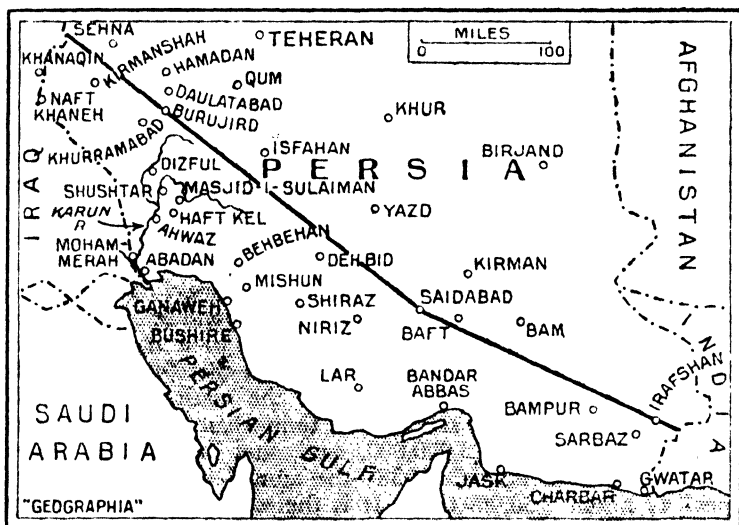 SEHNA
TEHERAN
MILES
0 100
KHANAQIN
KIRMANSHAH
HAMADAN
QUM
AFGHANISTAN
NAFT
KHANEH
DAULATABAD
BURUJIRD
KHUR
KHURRAMABAD
ISFAHAN
BIRJAND
DIZFUL
PERSIA
IRAQ
SHUSHTAR
MASJID-I-SULAIMAN
KARUN
R
HAFT KEL
YAZD
AHWAZ
MOHAM-
MERAH
BEHBEHAN
DEHBID
ABADAN
KIRMAN
MISHUN
GANAWEH
SHIRAZ
SAIDABAD
BUSHIRE
NIRIZ
BAFT
BAM
INDIA
PERSIAN GULF
LAR
BANDAR
ABBAS
IRAFSHAN
BAMPUR
SAUDI
ARABIA
SARBAZ
JASK
GWATAR
CHARBAR
"GEOGRAPHIA"